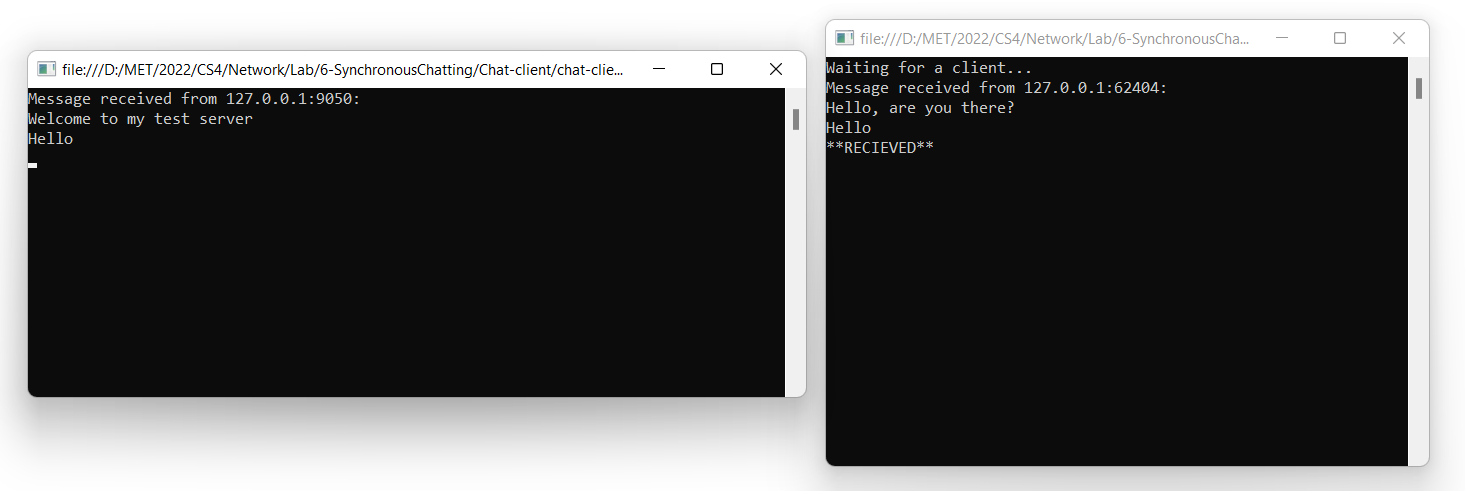 file:///D:/MET/2022/CS4/Network/Lab/6-SynchronousChatting/Chat-client/chat-clie...
Message received from 127.0.0.1:9050:
Welcome to my test server
Hello
file:///D:/MET/2022/CS4/Network/Lab/6-SynchronousCha...
Waiting for a client...
Message received from 127.0.0.1:62404:
Hello, are you there?
Hello
**RECIEVED**